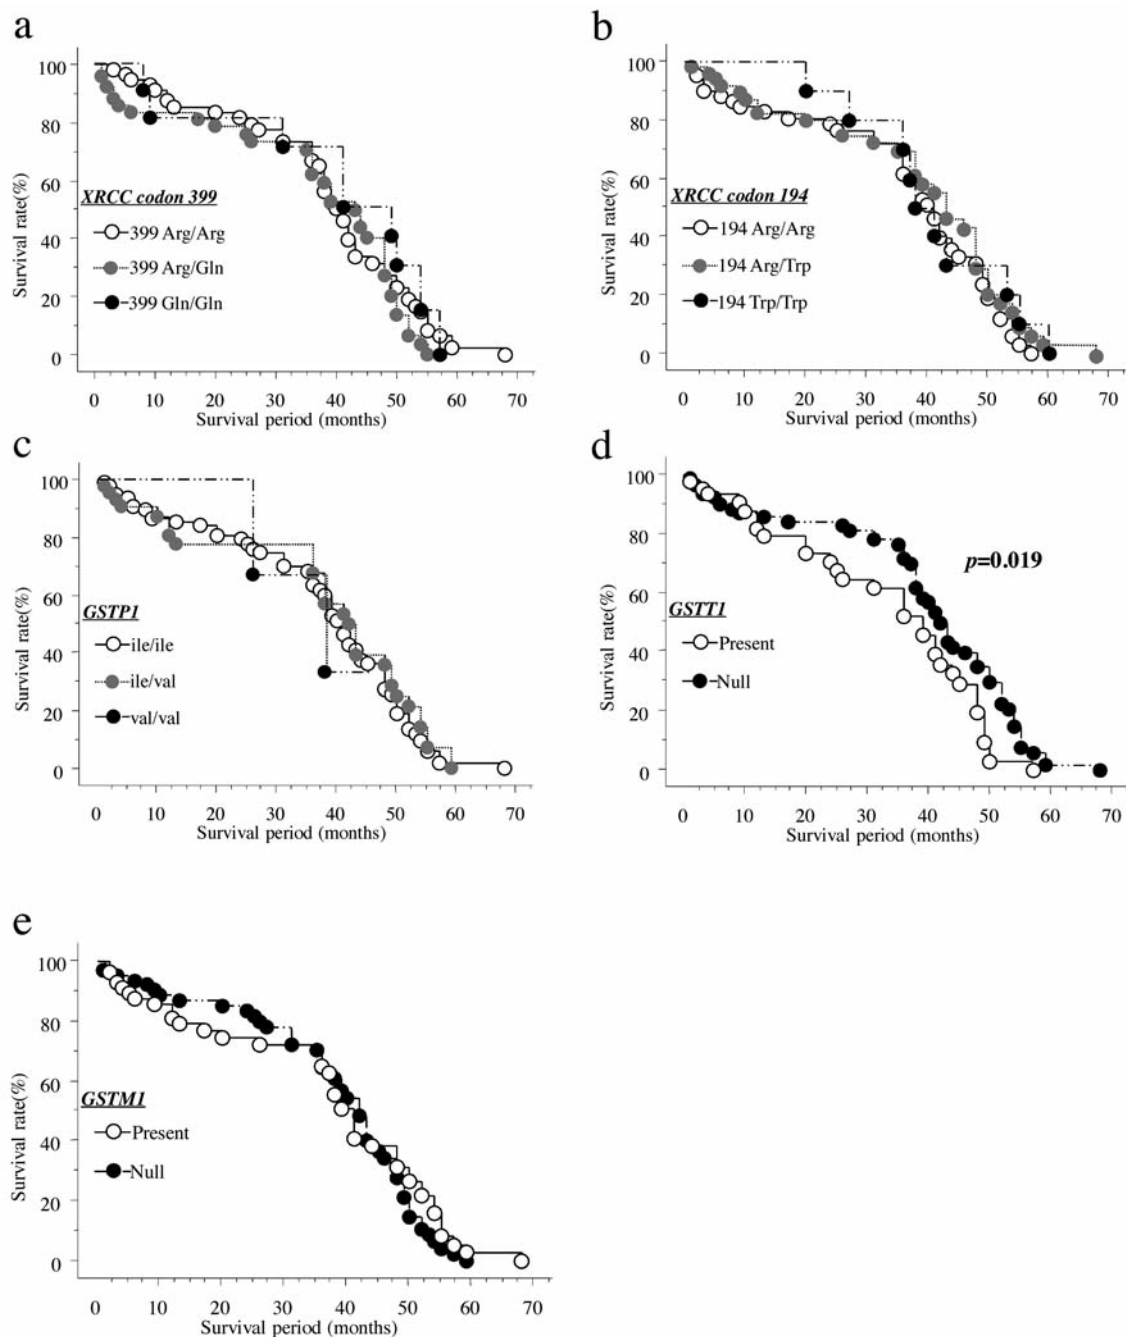 a
100
80
60
40
20
0
Survival rate(%)
XRCC codon 399
399 Arg/Arg
399 Arg/Gln
399 Gln/Gln
0 10 20 30 40 50 60 70
Survival period (months)
b
100
80
60
40
20
0
Survival rate(%)
XRCC codon 194
194 Arg/Arg
194 Arg/Trp
194 Trp/Trp
0 10 20 30 40 50 60 70
Survival period (months)
c
100
80
60
40
20
0
Survival rate(%)
GSTP1
ile/ile
ile/val
val/val
0 10 20 30 40 50 60 70
Survival period (months)
d
100
80
60
40
20
0
Survival rate(%)
p=0.019
GSTT1
Present
Null
0 10 20 30 40 50 60 70
Survival period (months)
e
100
80
60
40
20
0
Survival rate(%)
GSTM1
Present
Null
0 10 20 30 40 50 60 70
Survival period (months)